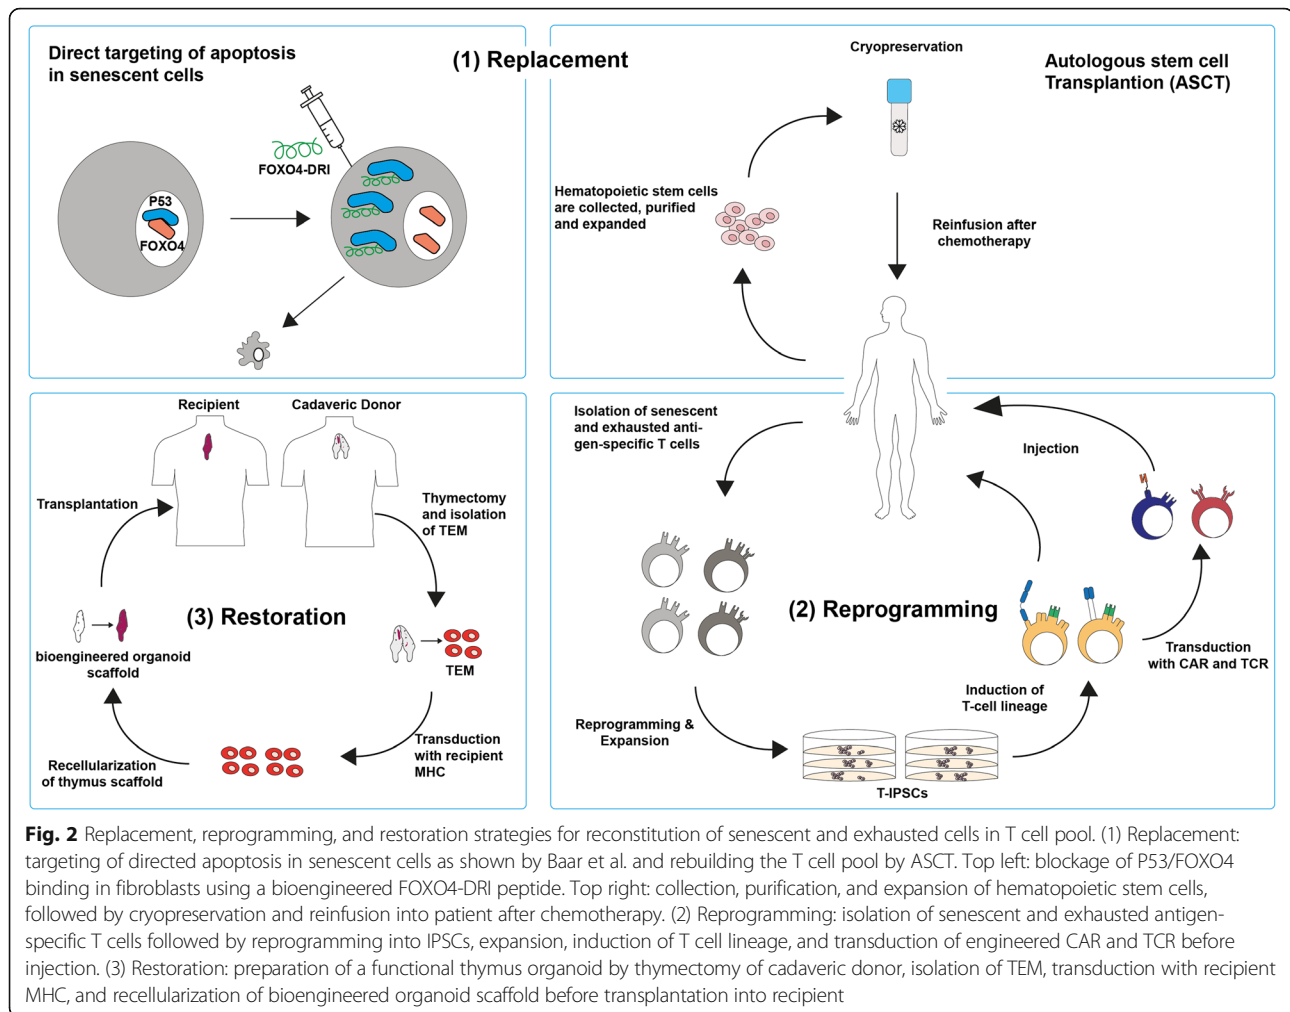 Direct targeting of apoptosis
in senescent cells
(1) Replacement
FOXO4-DRI
P53
FOXO4
Cryopreservation
Autologous stem cell
Transplantion (ASCT)
Hematopoietic stem cells
are collected, purified
and expanded
Reinfusion after
chemotherapy
Recipient
Cadaveric Donor
Transplantation
Thymectomy
and isolation
of TEM
(3) Restoration
bioengineered organoid
scaffold
TEM
Recellularization
of thymus scaffold
Transduction
with recipient
MHC
Isolation of senescent
and exhausted anti-
gen-specific T cells
Injection
(2) Reprogramming
Transduction
with CAR and TCR
Induction of
T-cell lineage
Reprogramming &
Expansion
T-IPSCs
Fig. 2 Replacement, reprogramming, and restoration strategies for reconstitution of senescent and exhausted cells in T cell pool. (1) Replacement:
targeting of directed apoptosis in senescent cells as shown by Baar et al. and rebuilding the T cell pool by ASCT. Top left: blockage of P53/FOXO4
binding in fibroblasts using a bioengineered FOXO4-DRI peptide. Top right: collection, purification, and expansion of hematopoietic stem cells,
followed by cryopreservation and reinfusion into patient after chemotherapy. (2) Reprogramming: isolation of senescent and exhausted antigen-
specific T cells followed by reprogramming into IPSCs, expansion, induction of T cell lineage, and transduction of engineered CAR and TCR before
injection. (3) Restoration: preparation of a functional thymus organoid by thymectomy of cadaveric donor, isolation of TEM, transduction with recipient
MHC, and recellularization of bioengineered organoid scaffold before transplantation into recipient